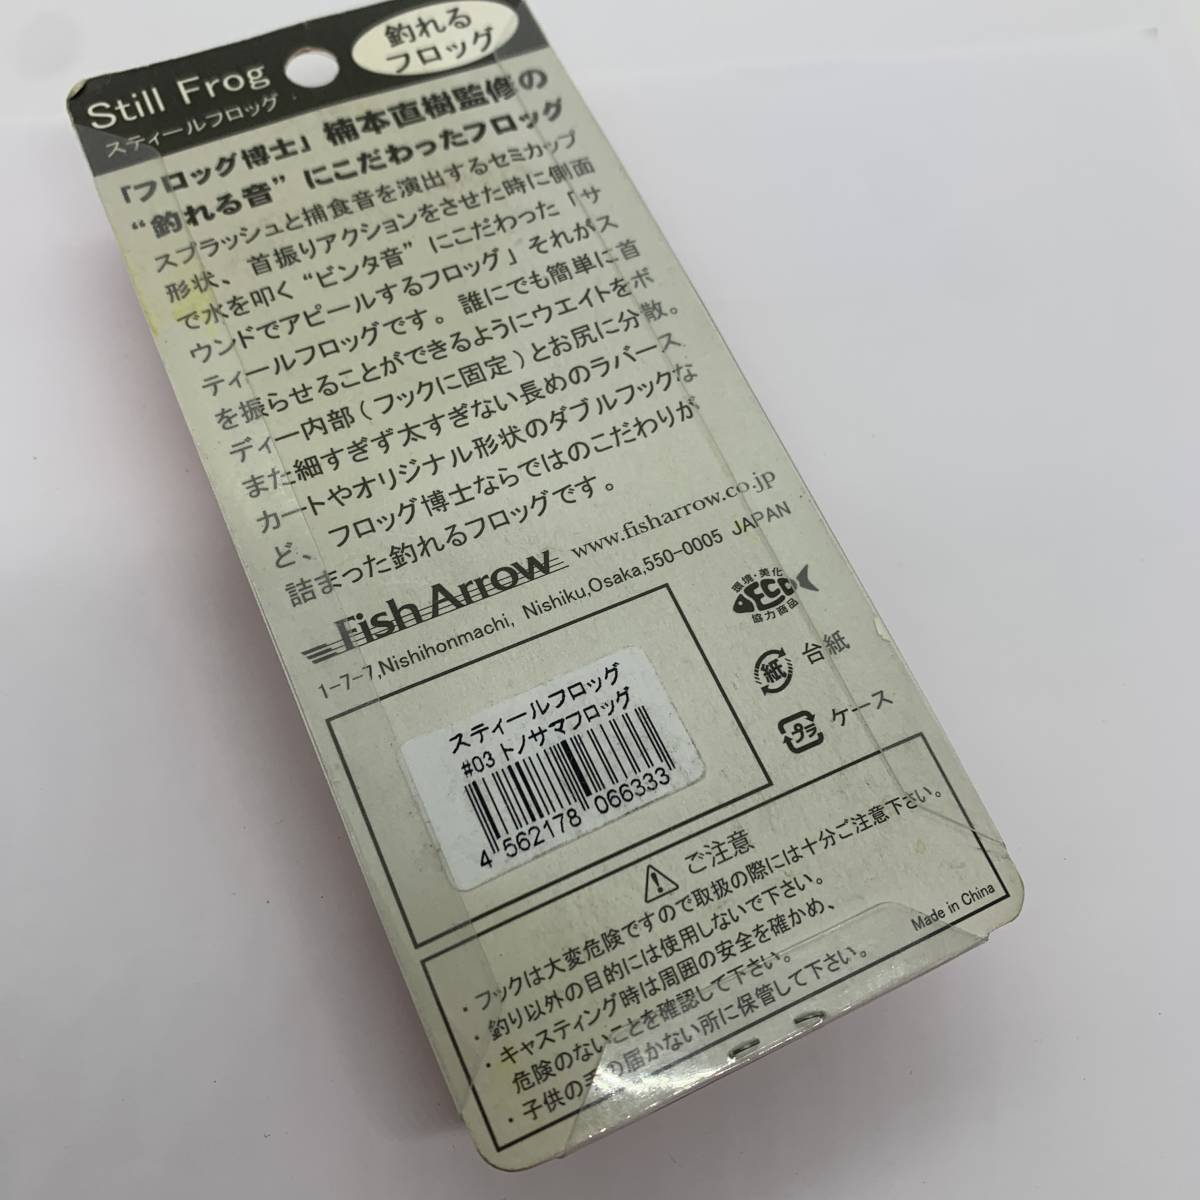 Still Frog
スティールフロッグ
釣れる
フロッグ
「フロッグ博士」楠本直樹監修の
“釣れる音”にこだわったフロッグ
スプラッシュと捕食音を演出するセミカップ
形状、首振りアクションをさせた時に側面
で水を叩く“ビンタ音”にこだわった「サ
ウンドでアピールするフロッグ」それがス
ティールフロッグです。誰にでも簡単に首
を振らせることができるようにウエイトをボ
ディー内部(フックに固定)とお尻に分散。
また細すぎず太すぎない長めのラバース
カートやオリジナル形状のダブルフックな
ど、フロッグ博士ならではのこだわりが
詰まった釣れるフロッグです。
Fish Arrow www.fisharrow.co.jp
1-7-7,Nishihonmachi, Nishiku,Osaka,550-0005 JAPAN
環境・美化
ECO
協力商品
紙 台紙
プラ ケース
スティールフロッグ
#03 トノサマフロッグ
4 562178 066333
ご注意
・フックは大変危険ですので取扱の際には十分ご注意下さい。
・釣り以外の目的には使用しないで下さい。
・キャスティング時は周囲の安全を確かめ、
危険のないことを確認して下さい。
・子供の手の届かない所に保管して下さい。
Made in China